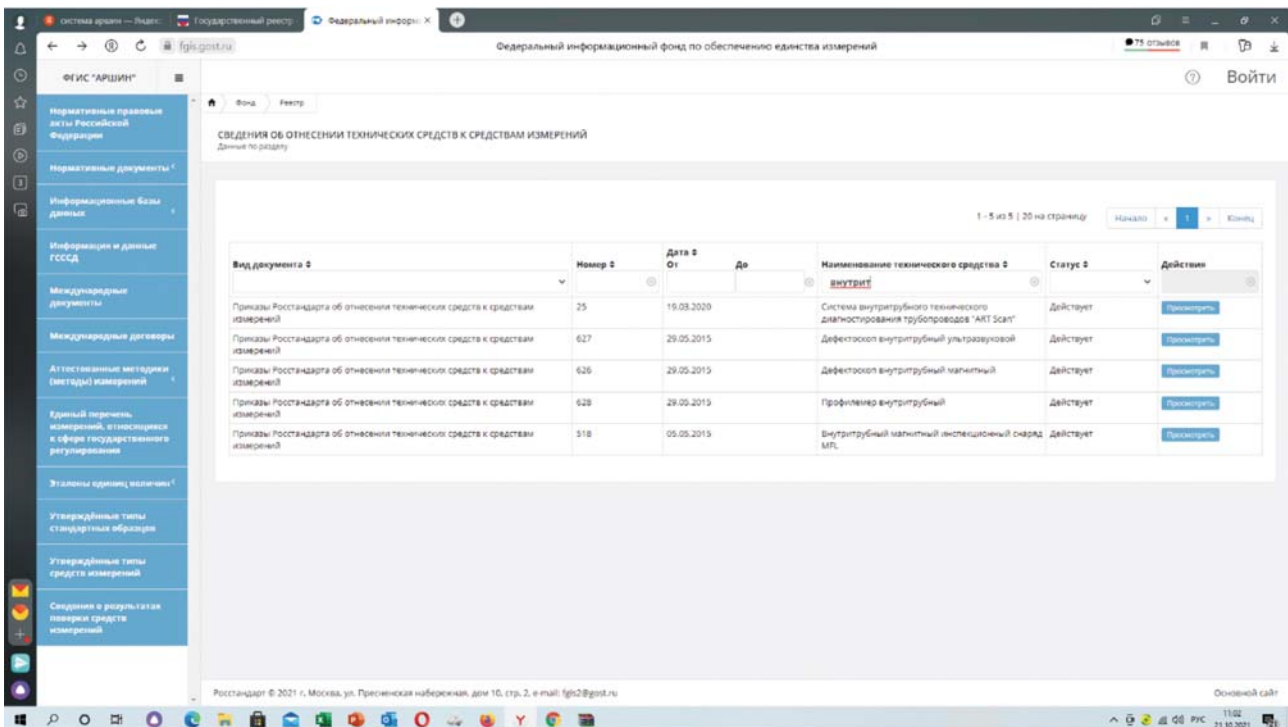 система аршин — Яндекс
Государственный реестр
Федеральный информ
fgis.gost.ru
Федеральный информационный фонд по обеспечению единства измерений
75 отзывов
ФГИС "АРШИН"
Войти
Нормативные правовые
акты Российской
Федерации
Нормативные документы
Информационные базы
данных
Информация и данные
ГСССД
Международные
документы
Международные договоры
Аттестованные методики
(методы) измерений
Единый перечень
измерений, относящихся
к сфере государственного
регулирования
Эталоны единиц величин
Утверждённые типы
стандартных образцов
Утверждённые типы
средств измерений
Сведения о результатах
поверки средств
измерений
Фонд Реестр
СВЕДЕНИЯ ОБ ОТНЕСЕНИИ ТЕХНИЧЕСКИХ СРЕДСТВ К СРЕДСТВАМ ИЗМЕРЕНИЙ
Данные по разделу
1 - 5 из 5 | 20 на страницу Начало « 1 » Конец
Вид документа Номер Дата От До Наименование технического средства Статус Действия
внутрит
Приказы Росстандарта об отнесении технических средств к средствам 25 19.03.2020 Система внутритрубного технического Действует Просмотреть
измерений диагностирования трубопроводов "ART Scan"
Приказы Росстандарта об отнесении технических средств к средствам 627 29.05.2015 Дефектоскоп внутритрубный ультразвуковой Действует Просмотреть
измерений
Приказы Росстандарта об отнесении технических средств к средствам 626 29.05.2015 Дефектоскоп внутритрубный магнитный Действует Просмотреть
измерений
Приказы Росстандарта об отнесении технических средств к средствам 628 29.05.2015 Профилемер внутритрубный Действует Просмотреть
измерений
Приказы Росстандарта об отнесении технических средств к средствам 518 05.05.2015 Внутритрубный магнитный инспекционный снаряд Действует Просмотреть
измерений MFL
Росстандарт © 2021 г. Москва, ул. Пресненская набережная, дом 10, стр. 2, e-mail: fgis2@gost.ru
Основной сайт
РУС 11:02
21.10.2021